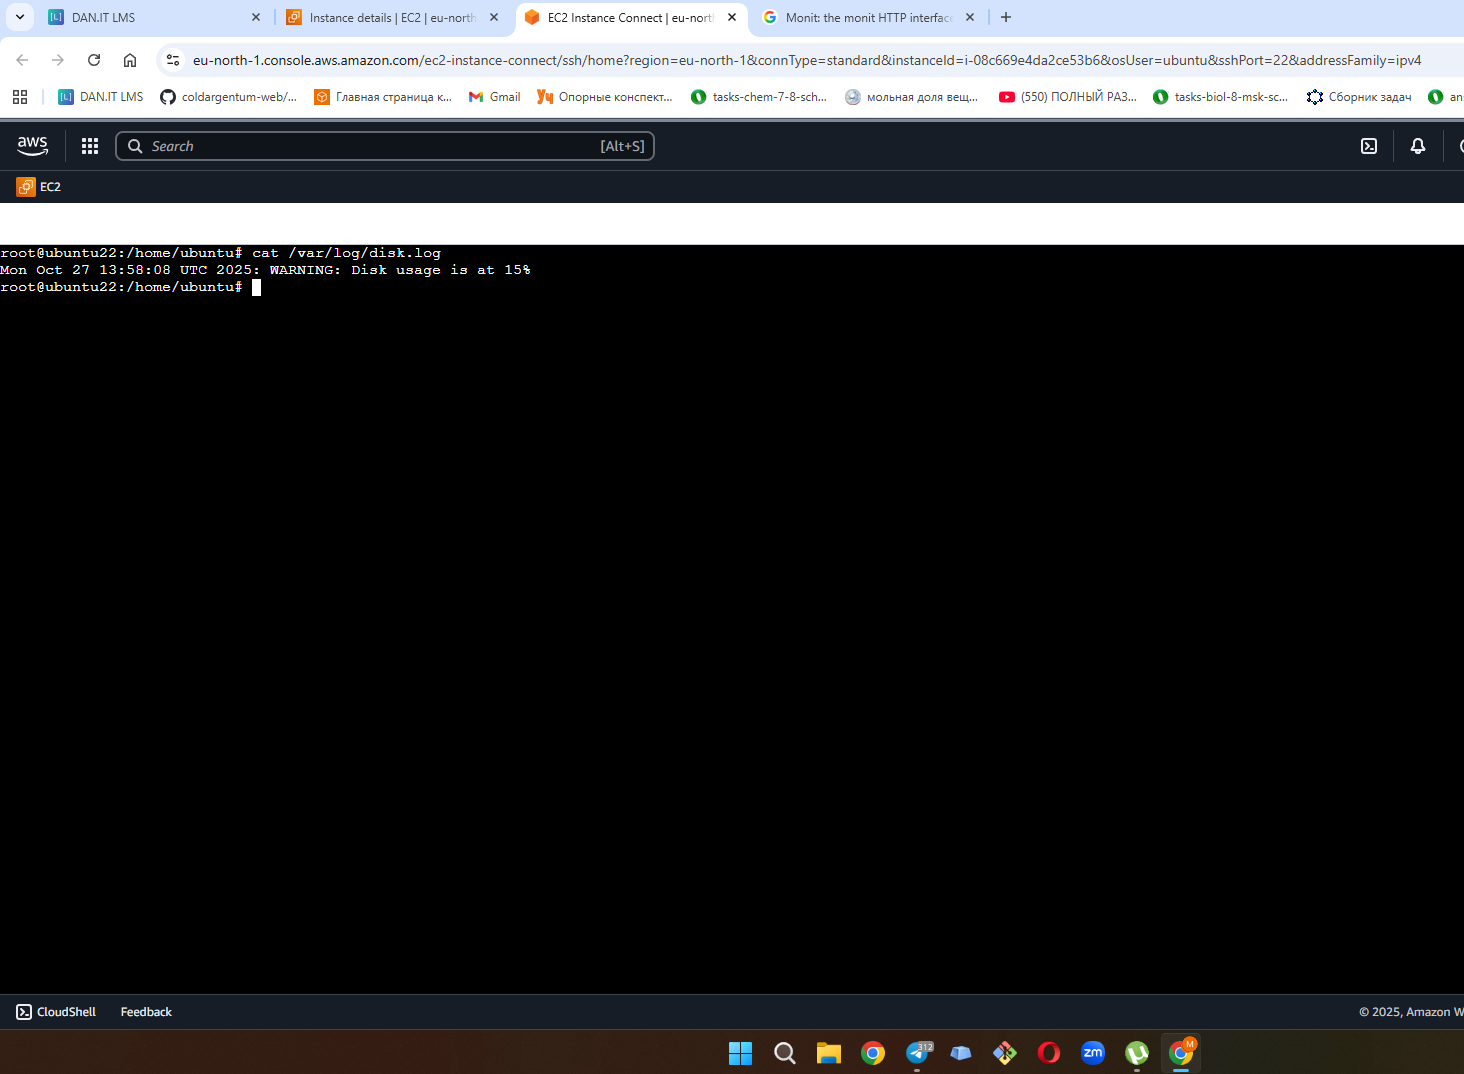 DAN.IT LMS
Instance details | EC2 | eu-north
EC2 Instance Connect | eu-nort
Monit: the monit HTTP interface
eu-north-1.console.aws.amazon.com/ec2-instance-connect/ssh/home?region=eu-north-1&connType=standard&instanceId=i-08c669e4da2ce53b6&osUser=ubuntu&sshPort=22&addressFamily=ipv4
DAN.IT LMS
coldargentum-web/...
Главная страница к...
Gmail
Опорные конспект...
tasks-chem-7-8-sch...
мольная доля вещ...
(550) ПОЛНЫЙ РАЗ...
tasks-biol-8-msk-sc...
Сборник задач
an
aws
Search
[Alt+S]
EC2
root@ubuntu22:/home/ubuntu# cat /var/log/disk.log
Mon Oct 27 13:58:08 UTC 2025: WARNING: Disk usage is at 15%
root@ubuntu22:/home/ubuntu#
CloudShell
Feedback
© 2025, Amazon W
312
zm
M